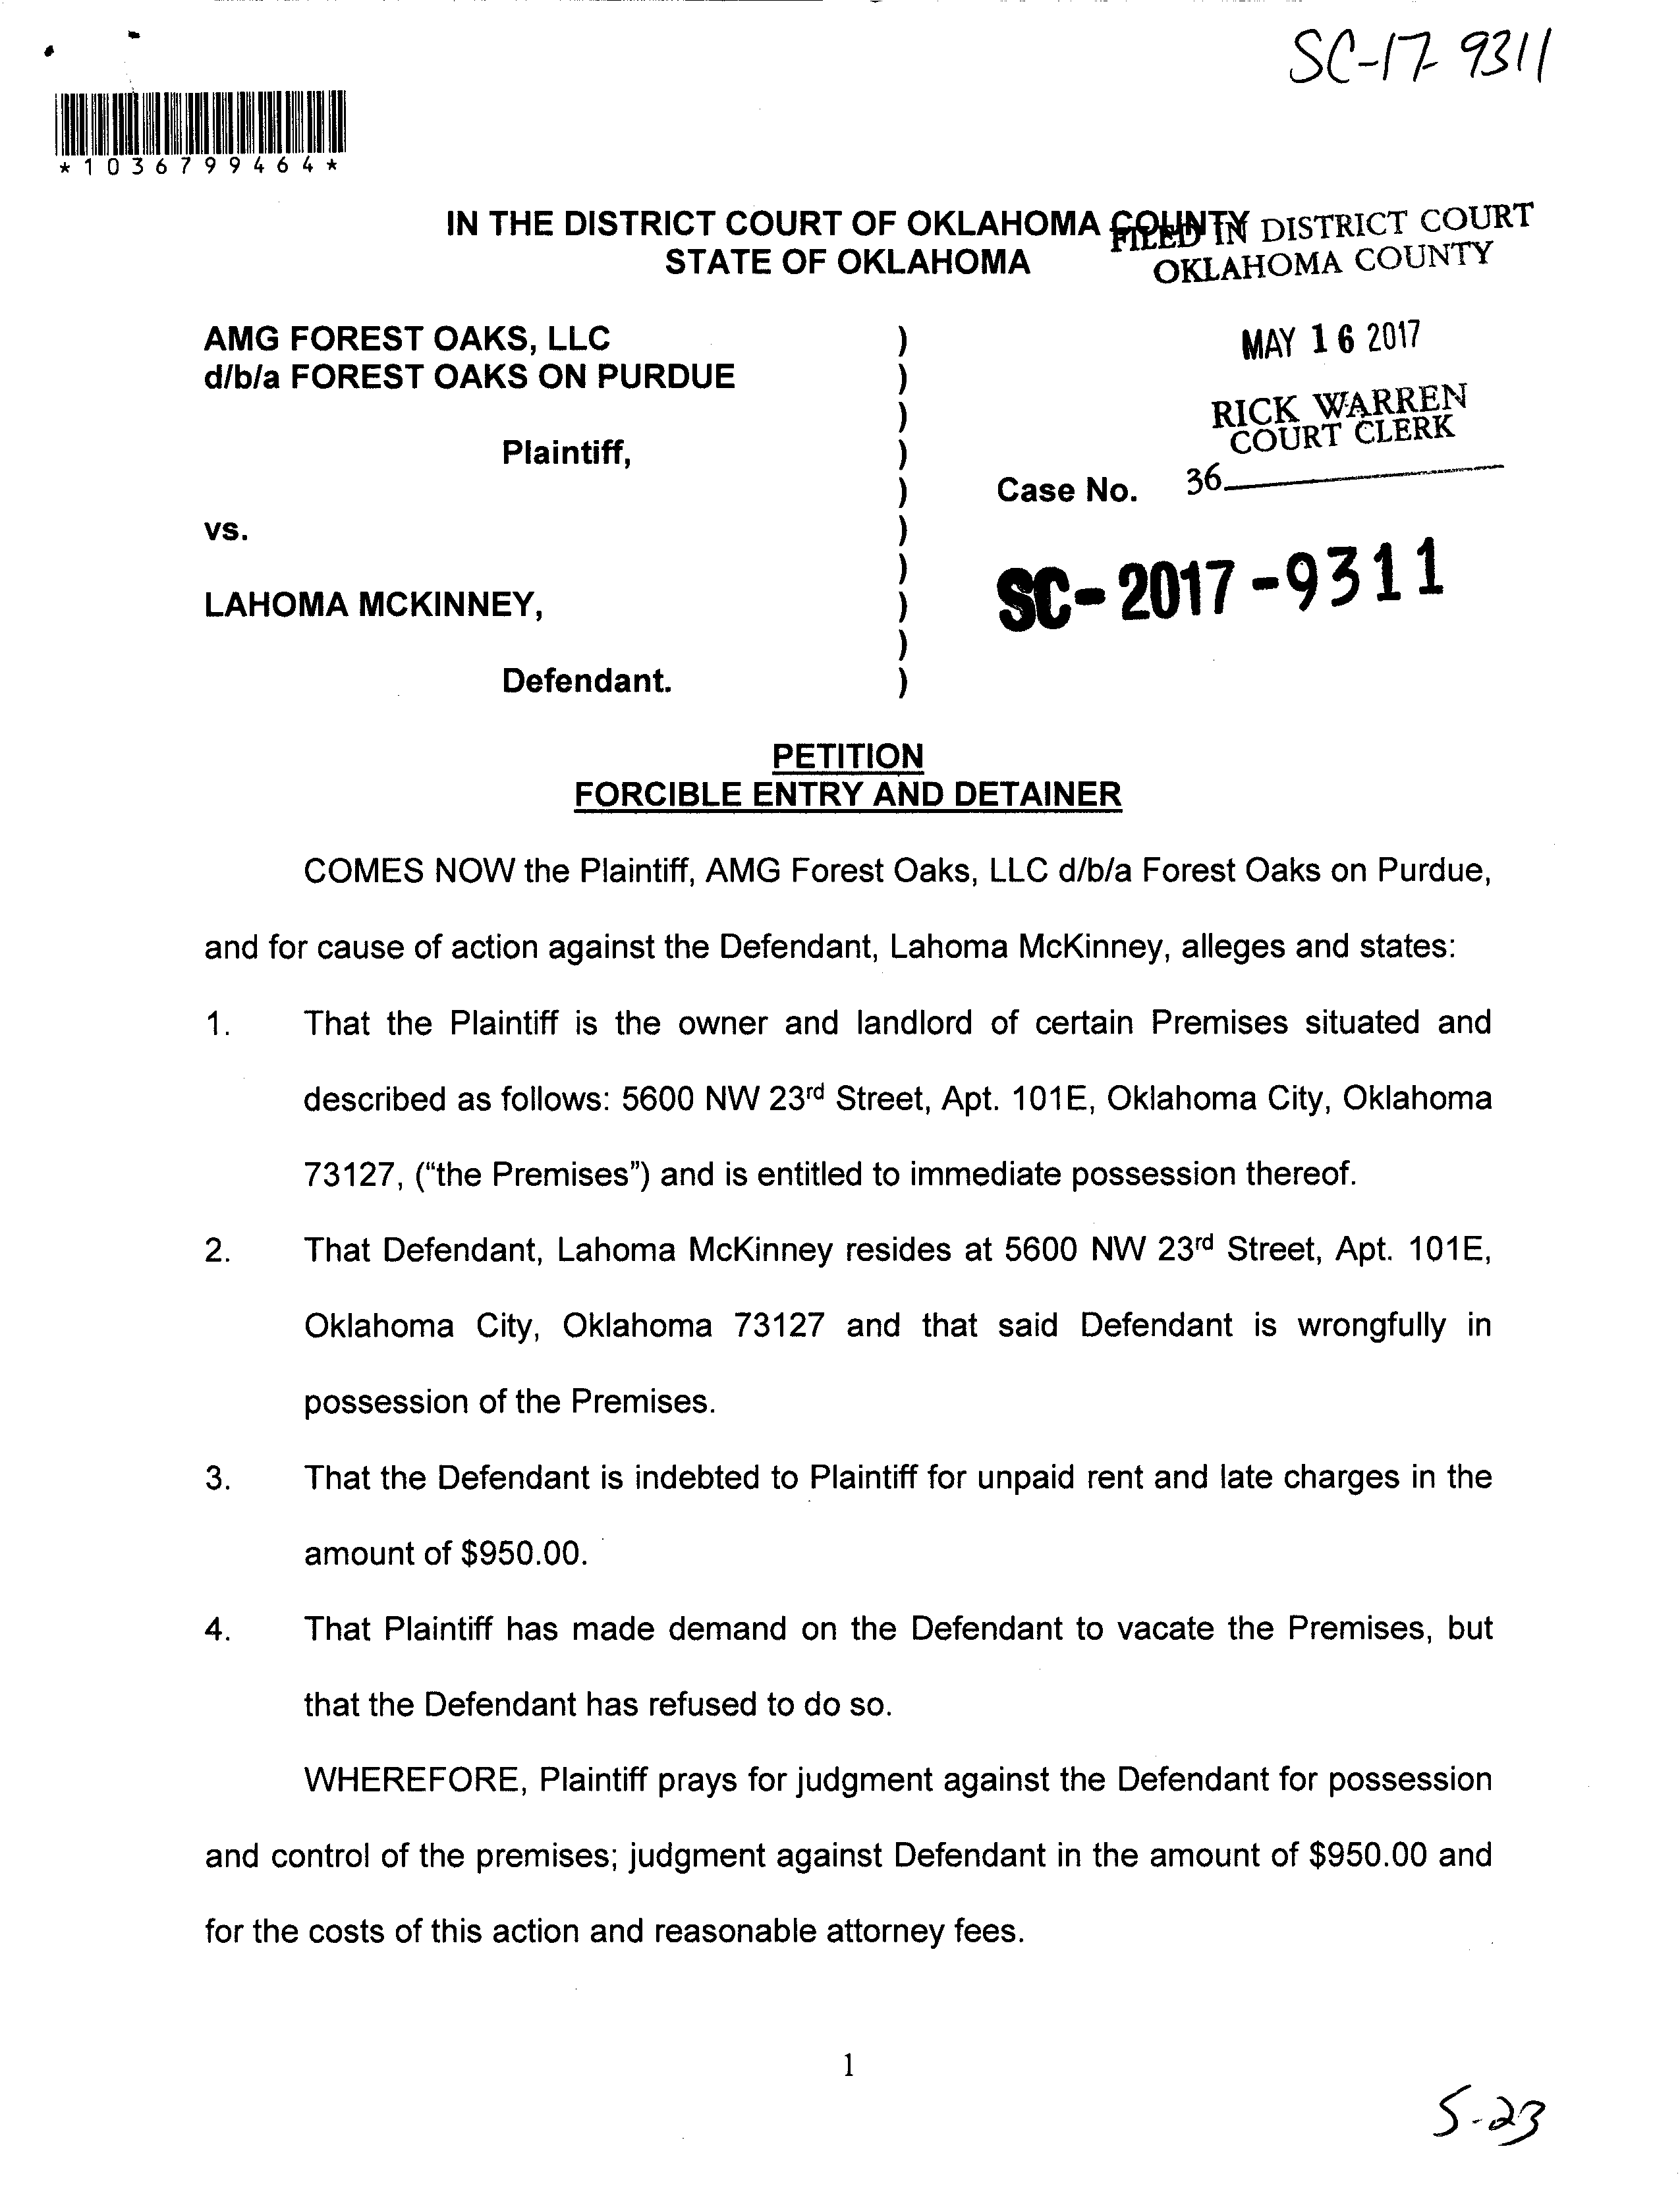 SC-17-9311
*1036799464*
IN THE DISTRICT COURT OF OKLAHOMA COUNTY
STATE OF OKLAHOMA
FILED IN DISTRICT COURT
OKLAHOMA COUNTY
MAY 16 2017
RICK WARREN
COURT CLERK
36
AMG FOREST OAKS, LLC )
d/b/a FOREST OAKS ON PURDUE )
)
Plaintiff, )
) Case No.
vs. )
) SC-2017-9311
LAHOMA MCKINNEY, )
)
Defendant. )
PETITION
FORCIBLE ENTRY AND DETAINER
COMES NOW the Plaintiff, AMG Forest Oaks, LLC d/b/a Forest Oaks on Purdue,
and for cause of action against the Defendant, Lahoma McKinney, alleges and states:
1. That the Plaintiff is the owner and landlord of certain Premises situated and
described as follows: 5600 NW 23rd Street, Apt. 101E, Oklahoma City, Oklahoma
73127, (“the Premises”) and is entitled to immediate possession thereof.
2. That Defendant, Lahoma McKinney resides at 5600 NW 23rd Street, Apt. 101E,
Oklahoma City, Oklahoma 73127 and that said Defendant is wrongfully in
possession of the Premises.
3. That the Defendant is indebted to Plaintiff for unpaid rent and late charges in the
amount of $950.00.
4. That Plaintiff has made demand on the Defendant to vacate the Premises, but
that the Defendant has refused to do so.
WHEREFORE, Plaintiff prays for judgment against the Defendant for possession
and control of the premises; judgment against Defendant in the amount of $950.00 and
for the costs of this action and reasonable attorney fees.
1
5-23